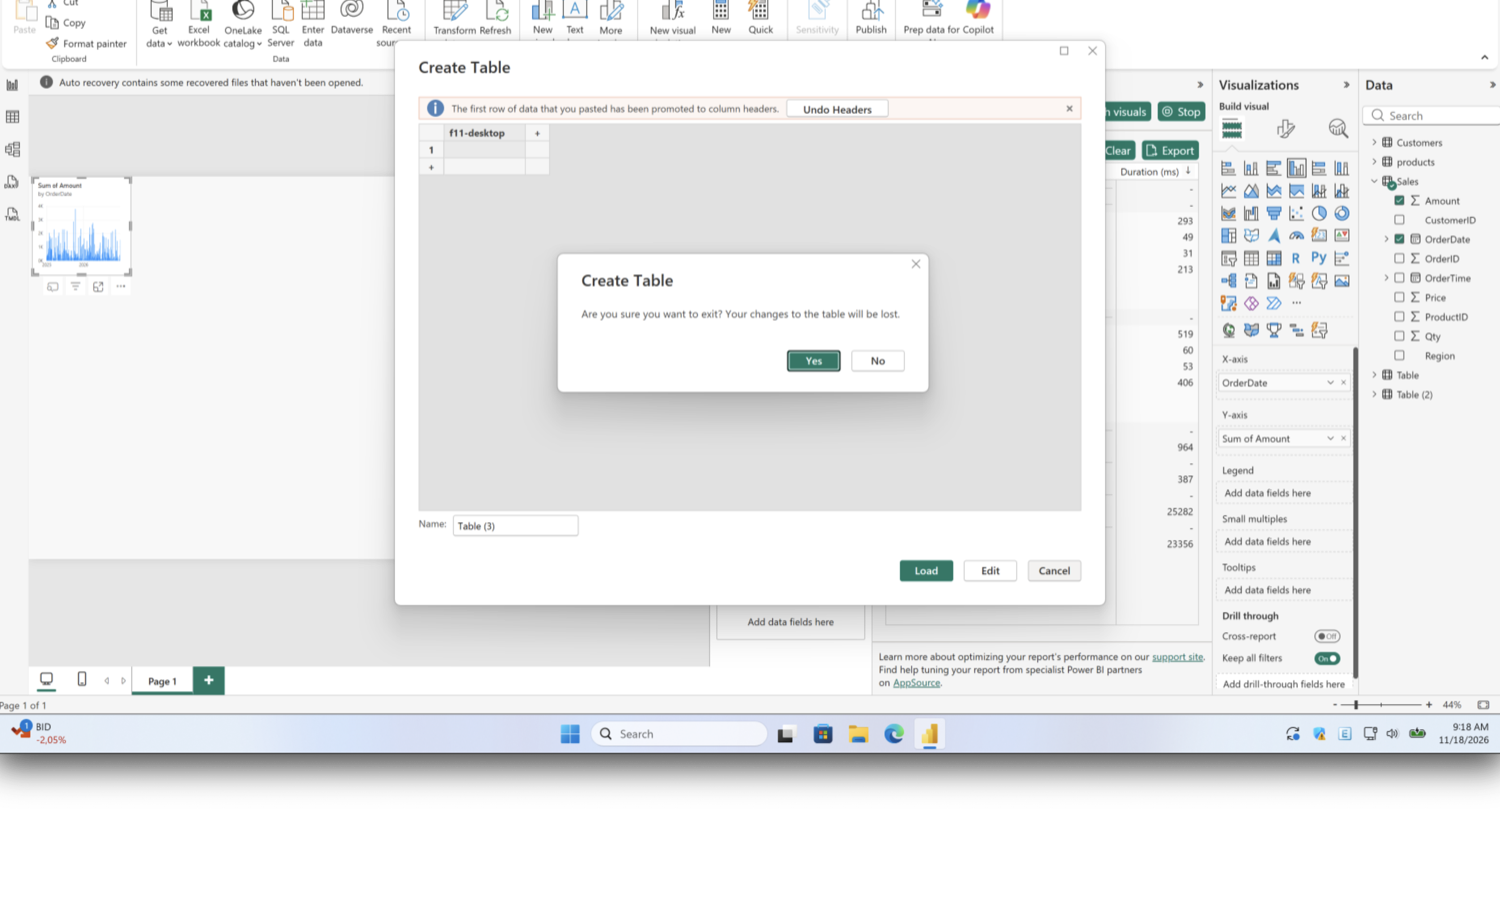 Cut
Paste
Copy
Format painter
Clipboard
Get data
Excel workbook
OneLake catalog
SQL Server
Enter data
Dataverse
Recent
Data
Transform
Refresh
New
Text
More
New visual
New
Quick
Sensitivity
Publish
Prep data for Copilot
Auto recovery contains some recovered files that haven't been opened.
Sum of Amount
by OrderDate
Create Table
The first row of data that you pasted has been promoted to column headers.
Undo Headers
f11-desktop
+
1
+
Create Table
Are you sure you want to exit? Your changes to the table will be lost.
Yes
No
Name:
Table (3)
Load
Edit
Cancel
visuals
Stop
Clear
Export
Duration (ms)
-
-
293
49
31
213
-
519
60
53
406
-
964
-
387
-
25282
-
23356
Add data fields here
Learn more about optimizing your report's performance on our support site.
Find help tuning your report from specialist Power BI partners
on AppSource.
Visualizations
Build visual
R
Py
X-axis
OrderDate
Y-axis
Sum of Amount
Legend
Add data fields here
Small multiples
Add data fields here
Tooltips
Add data fields here
Drill through
Cross-report
Off
Keep all filters
On
Add drill-through fields here
Data
Search
Customers
products
Sales
Amount
CustomerID
OrderDate
OrderID
OrderTime
Price
ProductID
Qty
Region
Table
Table (2)
Page 1
+
Page 1 of 1
- + 44%
1
BID
-2,05%
Search
9:18 AM
11/18/2026